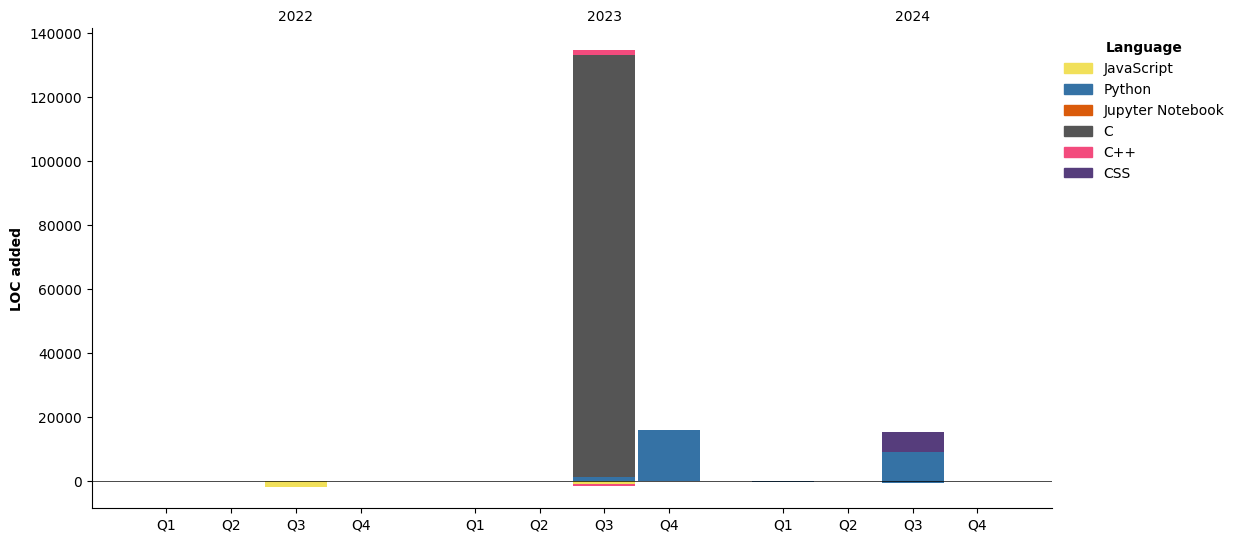 2022 2023 2024
140000
120000
100000
80000
60000
40000
20000
0
LOC added
Q1 Q2 Q3 Q4 Q1 Q2 Q3 Q4 Q1 Q2 Q3 Q4
Language
JavaScript
Python
Jupyter Notebook
C
C++
CSS